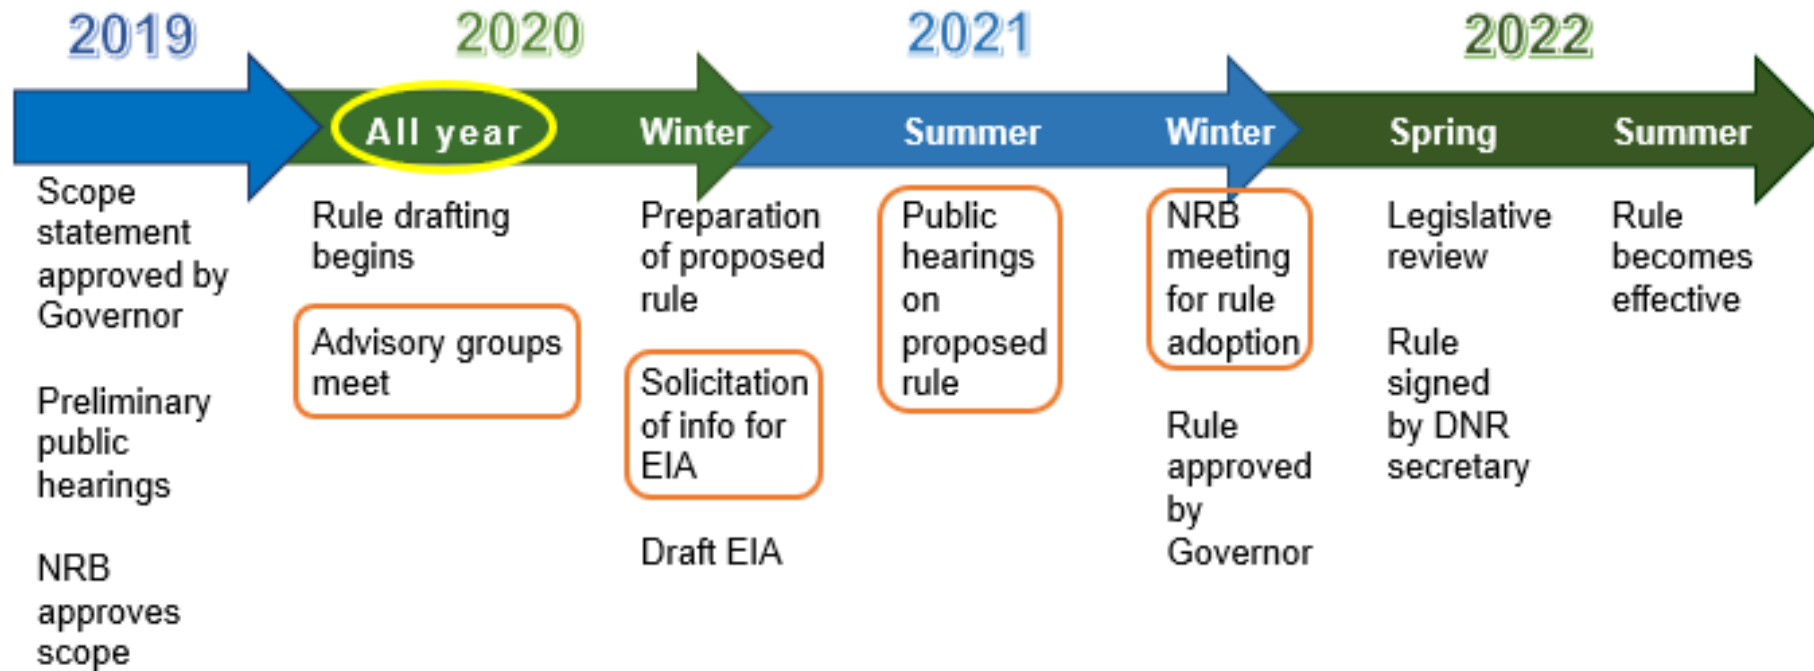 2019
2020
2021
2022
All year
Winter
Summer
Winter
Spring
Summer
Scope
statement
approved by
Governor
Preliminary
public
hearings
NRB
approves
scope
Rule drafting
begins
Advisory groups
meet
Preparation
of proposed
rule
Solicitation
of info for
EIA
Draft EIA
Public
hearings
on
proposed
rule
NRB
meeting
for rule
adoption
Rule
approved
by
Governor
Legislative
review
Rule
signed
by DNR
secretary
Rule
becomes
effective